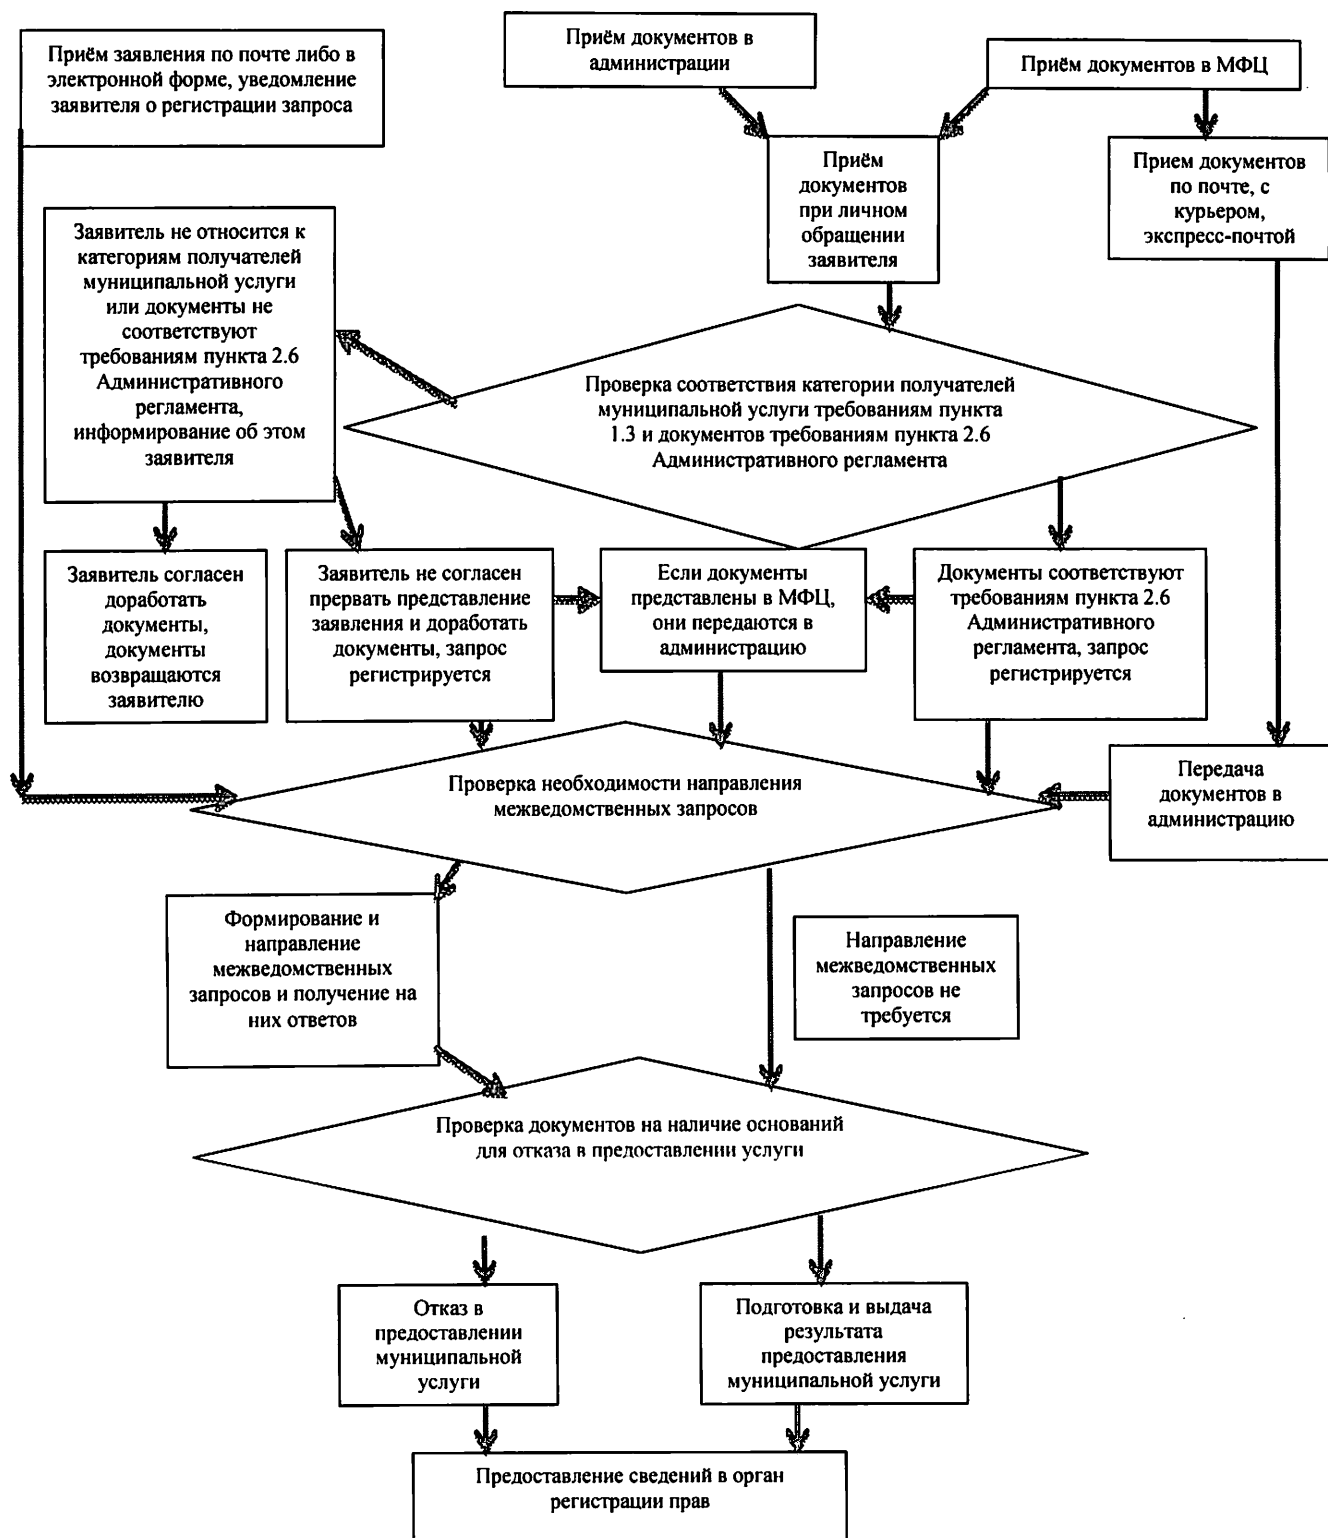 Приём заявления по почте либо в
электронной форме, уведомление
заявителя о регистрации запроса
Приём документов в
администрации
Приём документов в МФЦ
Приём
документов
при личном
обращении
заявителя
Прием документов
по почте, с
курьером,
экспресс-почтой
Заявитель не относится к
категориям получателей
муниципальной услуги
или документы не
соответствуют
требованиям пункта 2.6
Административного
регламента,
информирование об этом
заявителя
Проверка соответствия категории получателей
муниципальной услуги требованиям пункта
1.3 и документов требованиям пункта 2.6
Административного регламента
Заявитель согласен
доработать
документы,
документы
возвращаются
заявителю
Заявитель не согласен
прервать представление
заявления и доработать
документы, запрос
регистрируется
Если документы
представлены в МФЦ,
они передаются в
администрацию
Документы соответствуют
требованиям пункта 2.6
Административного
регламента, запрос
регистрируется
Проверка необходимости направления
межведомственных запросов
Передача
документов в
администрацию
Формирование и
направление
межведомственных
запросов и получение на
них ответов
Направление
межведомственных
запросов не
требуется
Проверка документов на наличие оснований
для отказа в предоставлении услуги
Отказ в
предоставлении
муниципальной
услуги
Подготовка и выдача
результата
предоставления
муниципальной услуги
Предоставление сведений в орган
регистрации прав